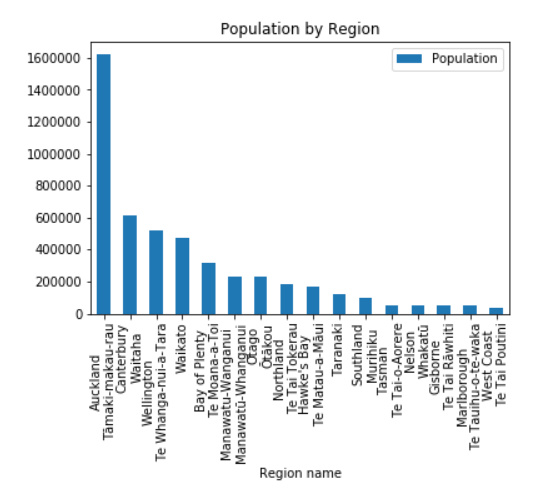 Population by Region
Population
1600000
1400000
1200000
1000000
800000
600000
400000
200000
0
Auckland
Tāmaki-makau-rau
Canterbury
Waitaha
Wellington
Te Whanga-nui-a-Tara
Waikato
Bay of Plenty
Te Moana-a-Toi
Manawatu-Wanganui
Manawatū-Whanganui
Otago
Ōtākou
Northland
Te Tai Tokerau
Hawke's Bay
Te Matau-a-Māui
Taranaki
Southland
Murihiku
Tasman
Te Tai-o-Aorere
Nelson
Whakatū
Gisborne
Te Tai Rāwhiti
Marlborough
Te Tauihu-o-te-waka
West Coast
Te Tai Poutini
Region name